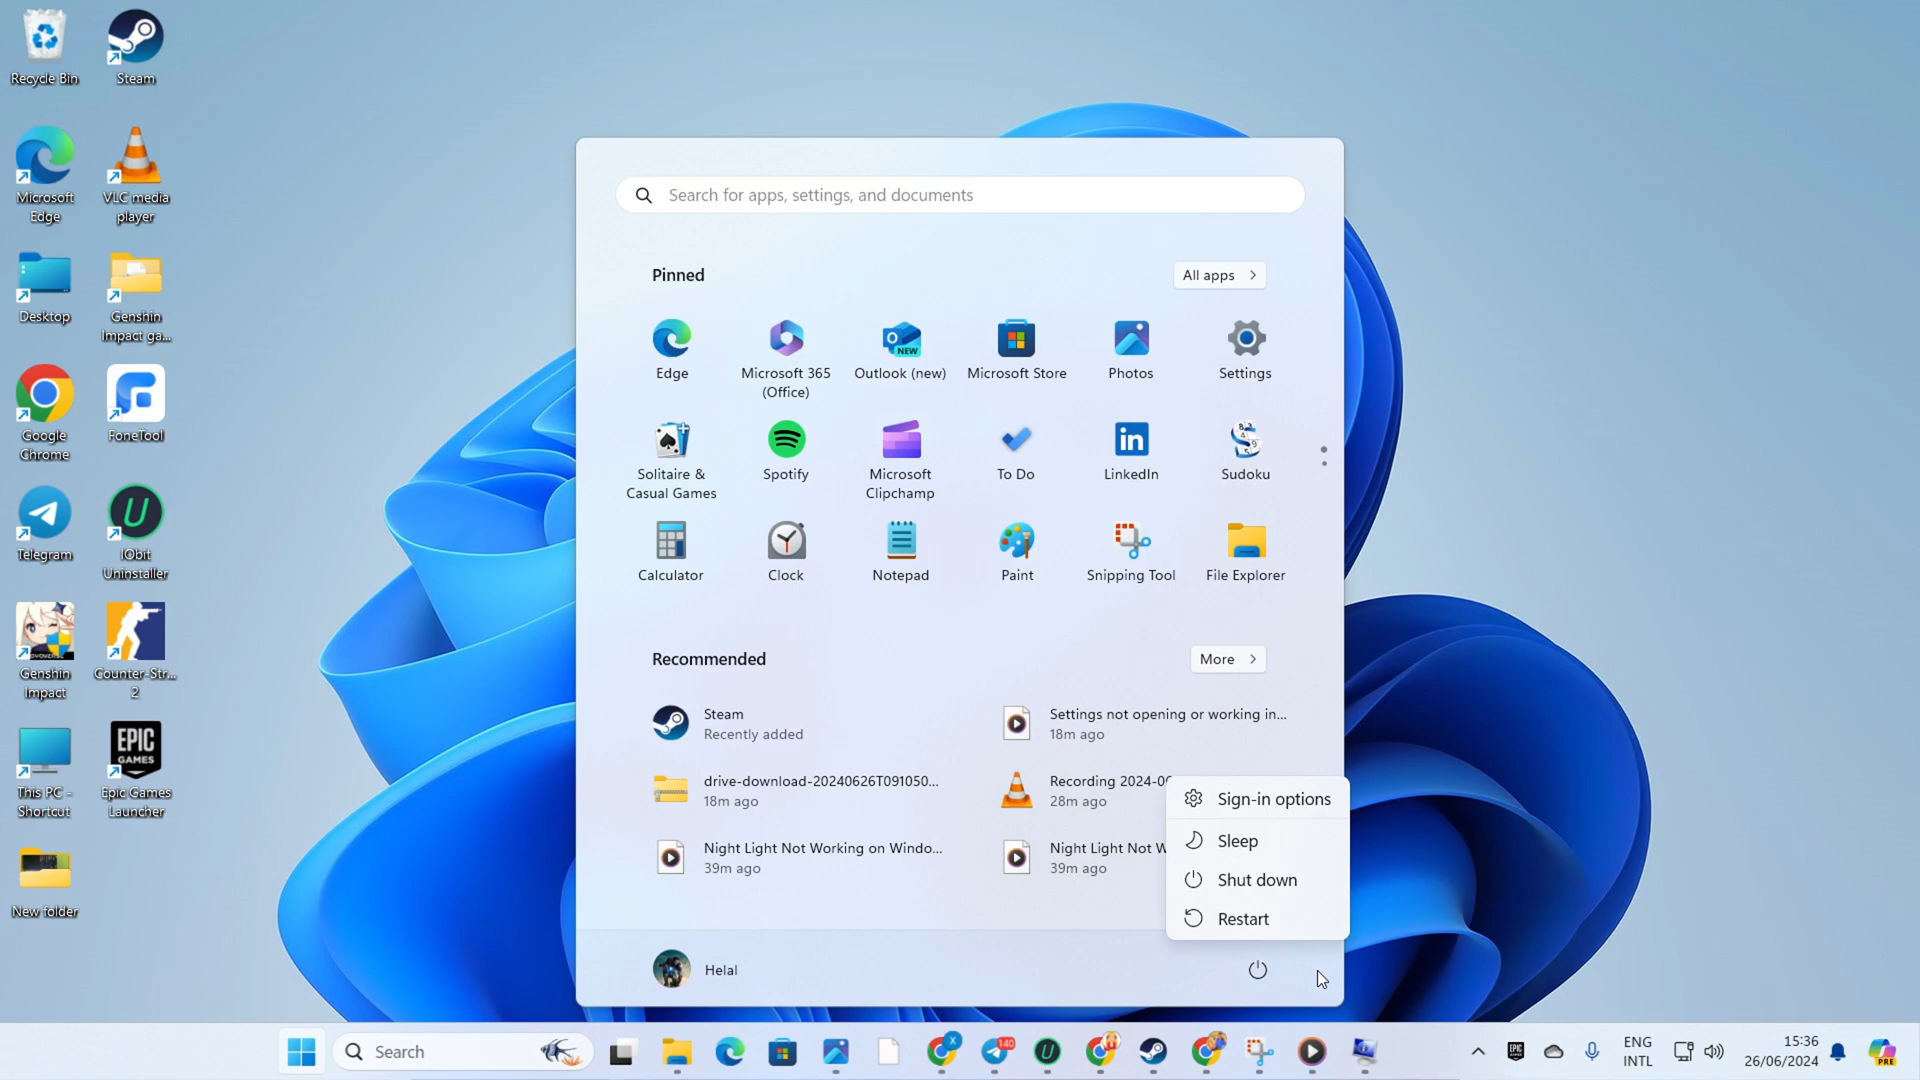 Recycle Bin
Steam
Microsoft
Edge
VLC media
player
Desktop
Genshin
Impact ga...
Google
Chrome
FoneTool
Telegram
IObit
Uninstaller
Genshin
Impact
Counter-Str...
2
This PC -
Shortcut
EPIC
GAMES
Epic Games
Launcher
New folder
Search for apps, settings, and documents
Pinned
All apps
Edge
Microsoft 365
(Office)
NEW
Outlook (new)
Microsoft Store
Photos
Settings
Solitaire &
Casual Games
Spotify
Microsoft
Clipchamp
To Do
LinkedIn
Sudoku
Calculator
Clock
Notepad
Paint
Snipping Tool
File Explorer
Recommended
More
Steam
Recently added
Settings not opening or working in...
18m ago
drive-download-20240626T091050...
18m ago
Recording 2024-0
28m ago
Night Light Not Working on Windo...
39m ago
Night Light Not W
39m ago
Sign-in options
Sleep
Shut down
Restart
Helal
Search
140
ENG
INTL
15:36
26/06/2024
PRE